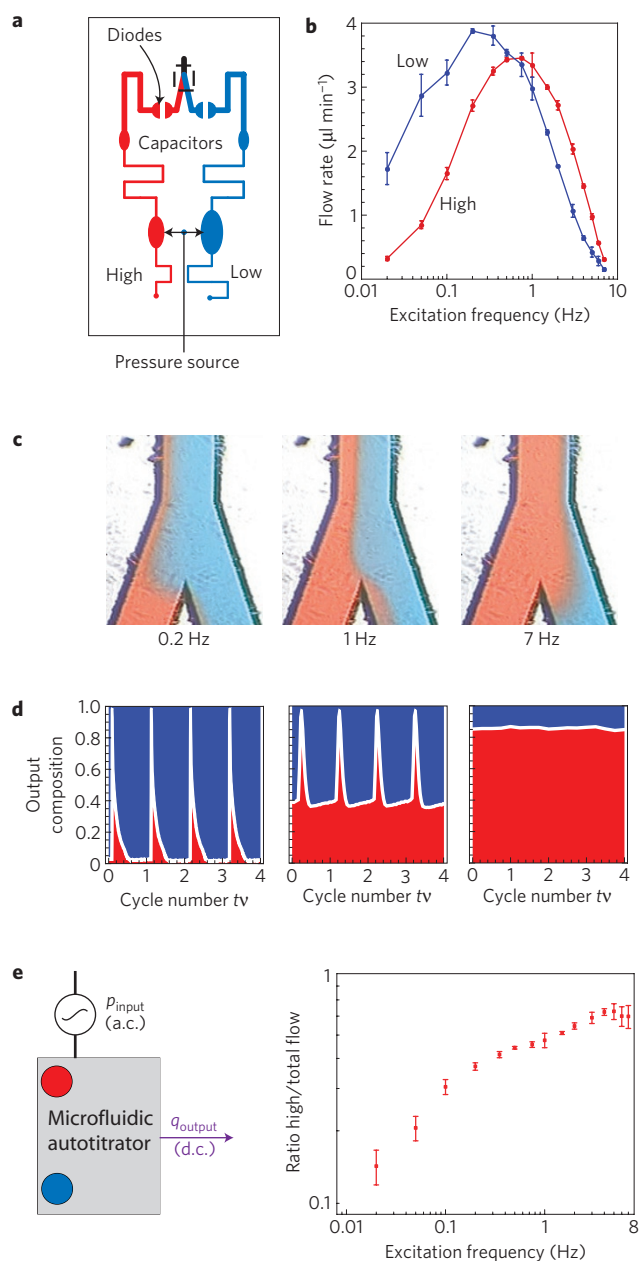 a
Diodes
Capacitors
High
Low
Pressure source
b
Flow rate (μl min⁻¹)
4
3
2
1
0
Low
High
0.01
0.1
1
10
Excitation frequency (Hz)
c
0.2 Hz
1 Hz
7 Hz
d
Output composition
1.0
0.8
0.6
0.4
0.2
0
0 1 2 3 4
Cycle number tν
0 1 2 3 4
Cycle number tν
0 1 2 3 4
Cycle number tν
e
p input
(a.c.)
Microfluidic
autotitrator
q output
(d.c.)
Ratio high/total flow
1
0.1
0.01
0.1
1
8
Excitation frequency (Hz)